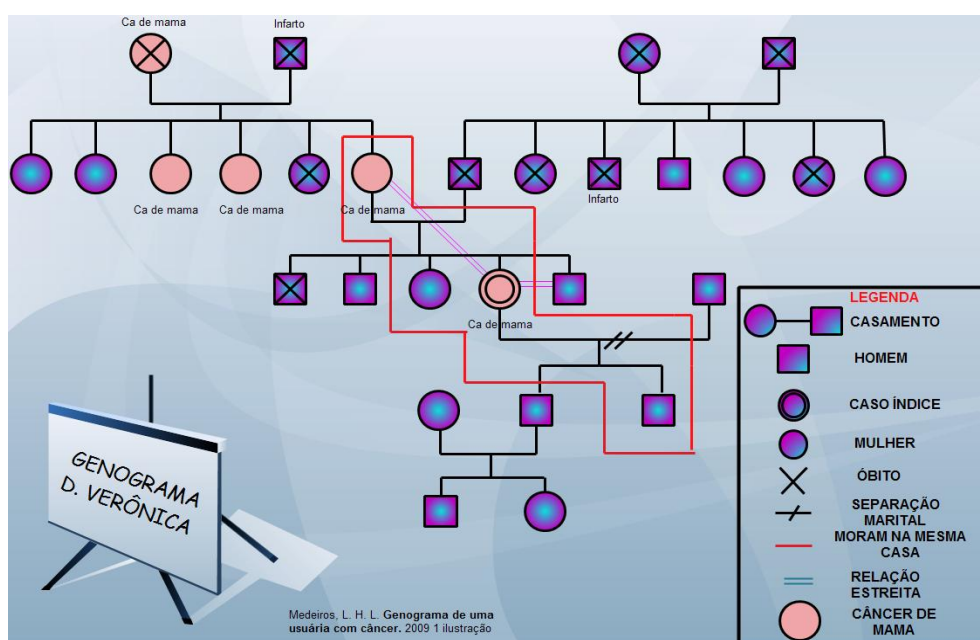 Ca de mama
Infarto
Ca de mama
Ca de mama
Ca de mama
Infarto
Ca de mama
LEGENDA
CASAMENTO
HOMEM
CASO ÍNDICE
MULHER
ÓBITO
SEPARAÇÃO
MARITAL
MORAM NA MESMA
CASA
RELAÇÃO
ESTREITA
CÂNCER DE
MAMA
GENOGRAMA
D. VERÔNICA
Medeiros, L. H. L. Genograma de uma
usuária com câncer. 2009 1 ilustração